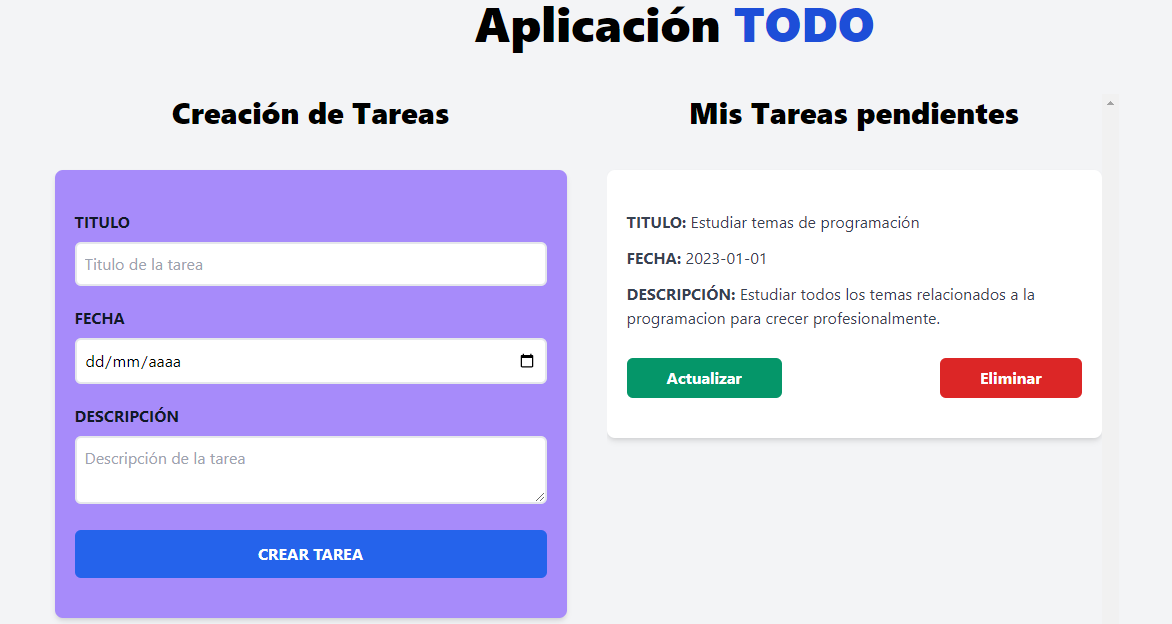 Aplicación TODO
Creación de Tareas
TITULO
Titulo de la tarea
FECHA
dd/mm/aaaa
DESCRIPCIÓN
Descripción de la tarea
CREAR TAREA
Mis Tareas pendientes
TITULO: Estudiar temas de programación
FECHA: 2023-01-01
DESCRIPCIÓN: Estudiar todos los temas relacionados a la
programacion para crecer profesionalmente.
Actualizar
Eliminar